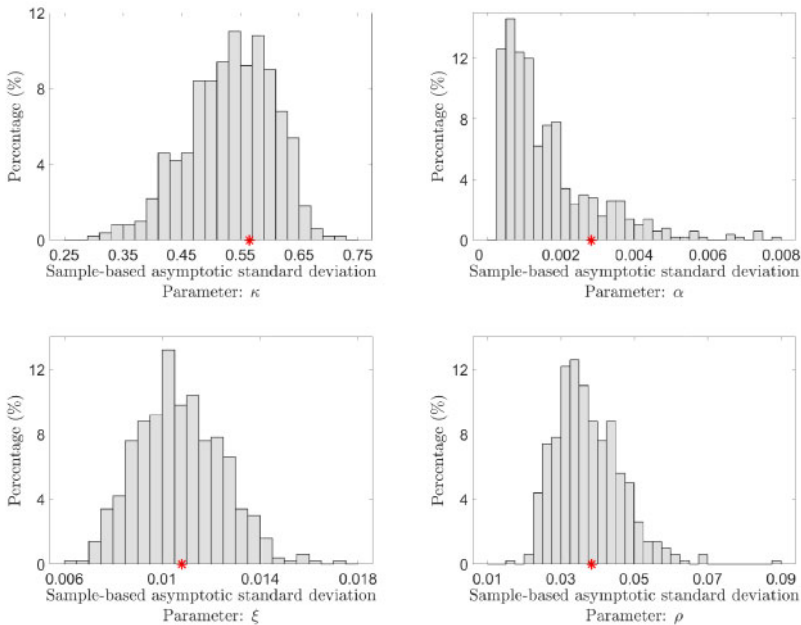 12
8
4
0
Percentage (%)
0.25 0.35 0.45 0.55 0.65 0.75
Sample-based asymptotic standard deviation
Parameter: κ
12
8
4
0
Percentage (%)
0 0.002 0.004 0.006 0.008
Sample-based asymptotic standard deviation
Parameter: α
12
8
4
0
Percentage (%)
0.006 0.01 0.014 0.018
Sample-based asymptotic standard deviation
Parameter: ξ
12
8
4
0
Percentage (%)
0.01 0.03 0.05 0.07 0.09
Sample-based asymptotic standard deviation
Parameter: ρ